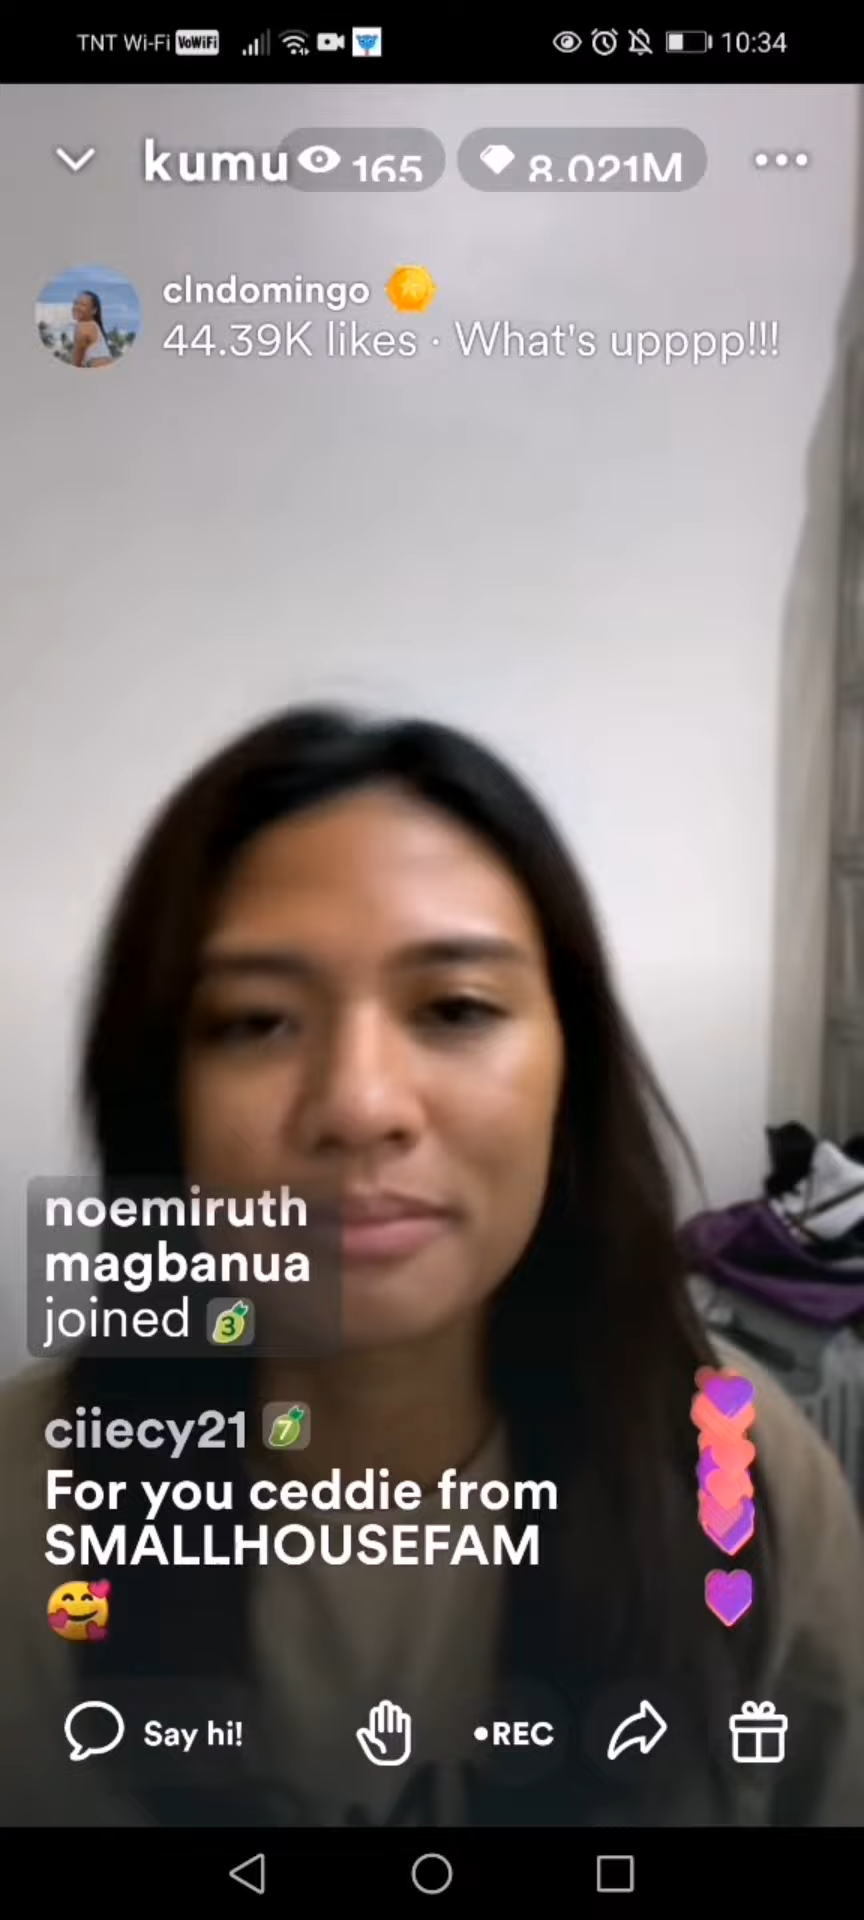 TNT Wi-Fi VoWiFi 10:34
kumu 165 8.021M
clndomingo
44.39K likes · What's upppp!!!
noemiruth
magbanua
joined 3
ciiecy21 7
For you ceddie from
SMALLHOUSEFAM
🥰
Say hi! •REC